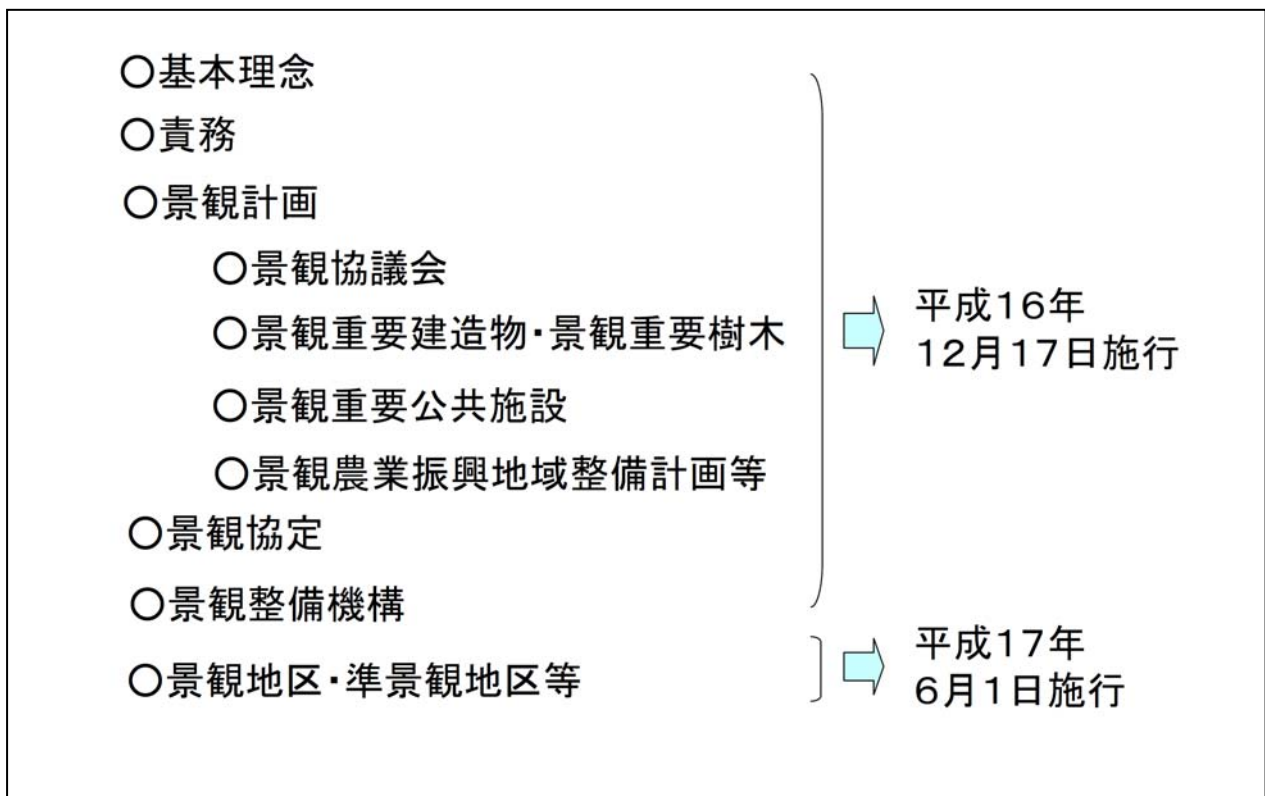 ○基本理念
○責務
○景観計画
○景観協議会
○景観重要建造物・景観重要樹木
○景観重要公共施設
○景観農業振興地域整備計画等
○景観協定
○景観整備機構
○景観地区・準景観地区等
平成16年
12月17日施行
平成17年
6月1日施行